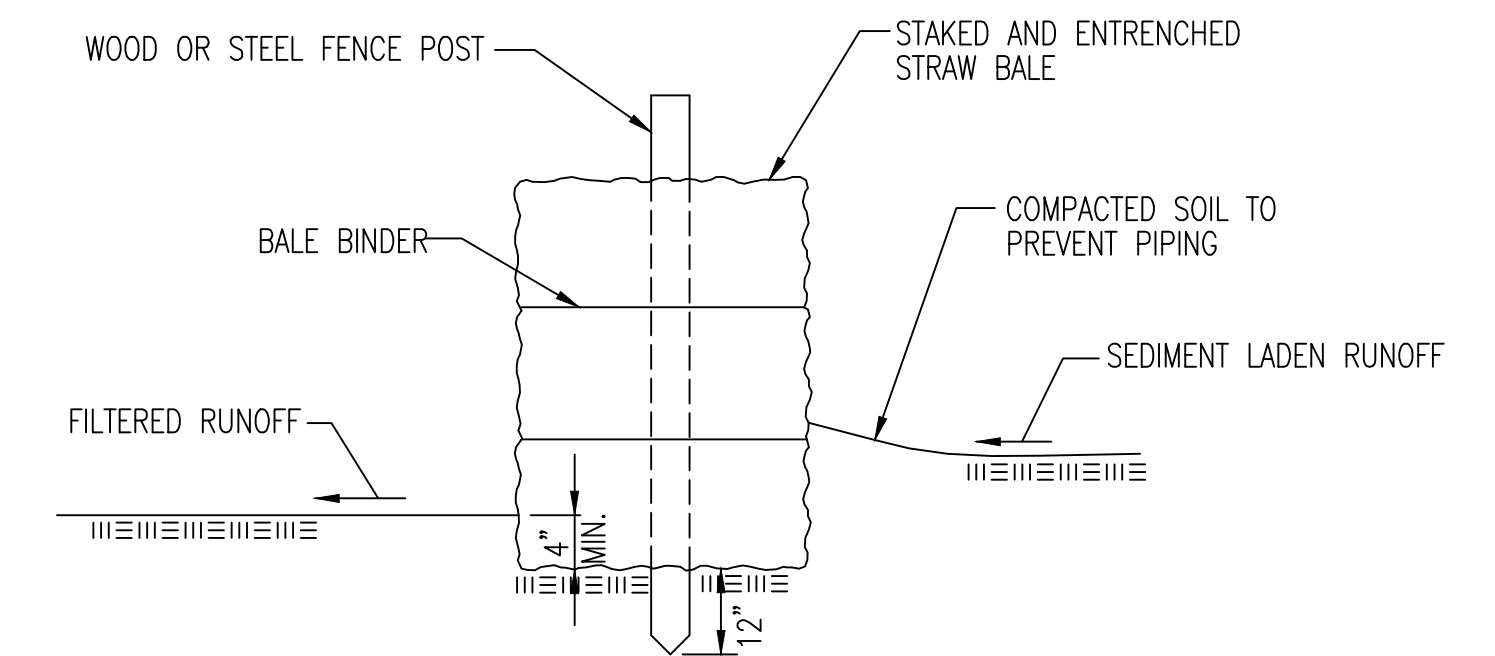 WOOD OR STEEL FENCE POST
STAKED AND ENTRENCHED
STRAW BALE
BALE BINDER
COMPACTED SOIL TO
PREVENT PIPING
SEDIMENT LADEN RUNOFF
FILTERED RUNOFF
4"
MIN.
12"